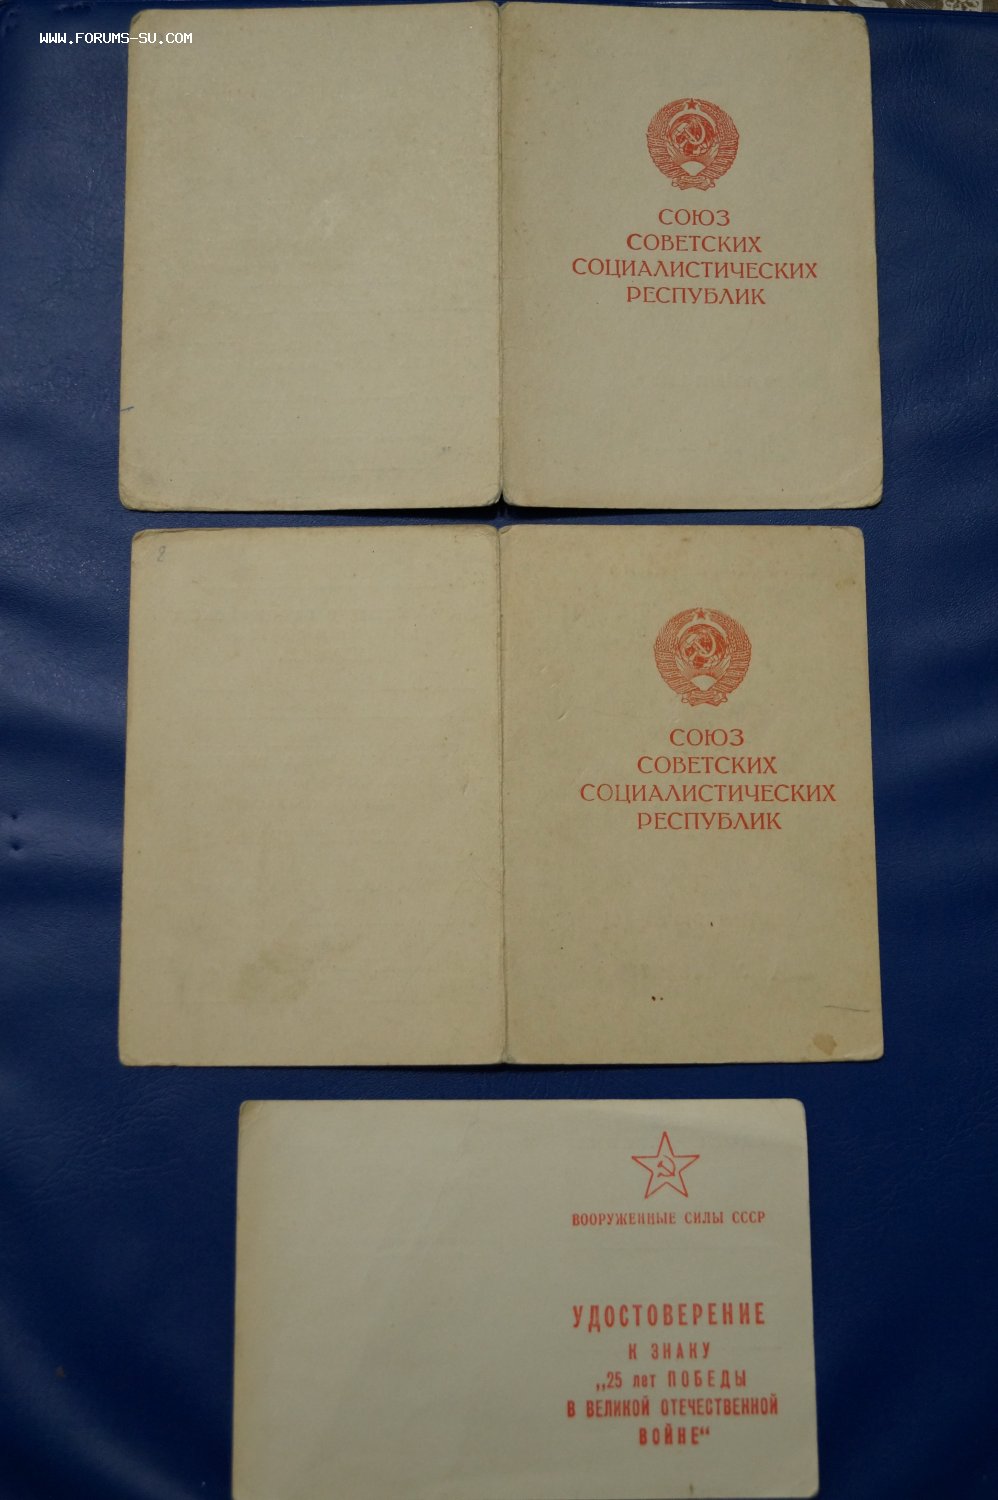 www.forums-su.com
СОЮЗ
СОВЕТСКИХ
СОЦИАЛИСТИЧЕСКИХ
РЕСПУБЛИК
8
СОЮЗ
СОВЕТСКИХ
СОЦИАЛИСТИЧЕСКИХ
РЕСПУБЛИК
ВООРУЖЕННЫЕ СИЛЫ СССР
УДОСТОВЕРЕНИЕ
К ЗНАКУ
„25 лет ПОБЕДЫ
В ВЕЛИКОЙ ОТЕЧЕСТВЕННОЙ
ВОЙНЕ“